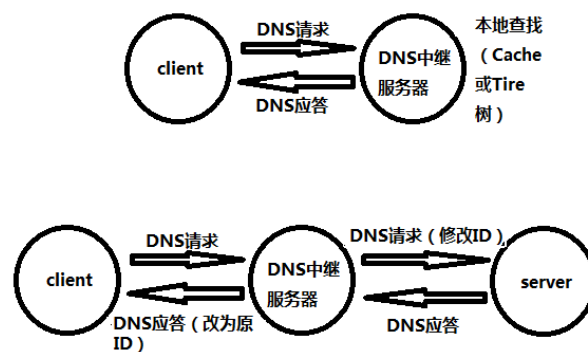 DNS请求
client
DNS中继
服务器
DNS应答
本地查找
（Cache
或Tire
树）
DNS请求
DNS请求（修改ID）
client
DNS中继
服务器
server
DNS应答（改为原
ID）
DNS应答